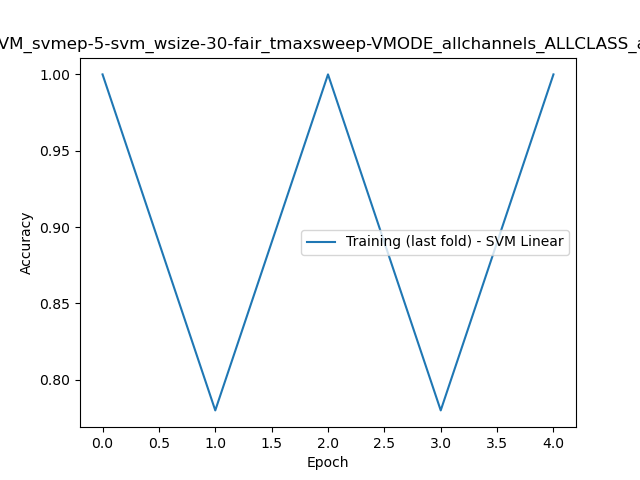 VM_svmep-5-svm_wsize-30-fair_tmaxsweep-VMODE_allchannels_ALLCLASS_a
1.00
0.95
0.90
0.85
0.80
Accuracy
Training (last fold) - SVM Linear
0.0 0.5 1.0 1.5 2.0 2.5 3.0 3.5 4.0
Epoch